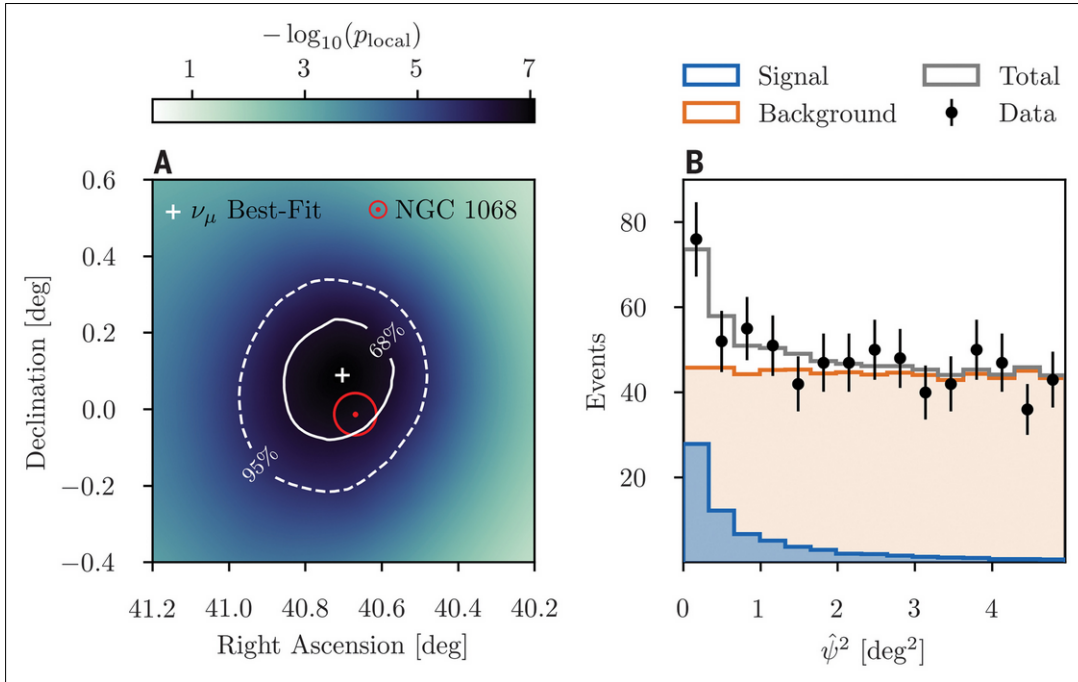 − log₁₀(p_local)
1 3 5 7
A
ν_μ Best-Fit NGC 1068
68%
95%
0.6
0.4
0.2
0.0
−0.2
−0.4
Declination [deg]
41.2 41.0 40.8 40.6 40.4 40.2
Right Ascension [deg]
Signal Total
Background Data
B
80
60
40
20
Events
0 1 2 3 4
ψ̂² [deg²]